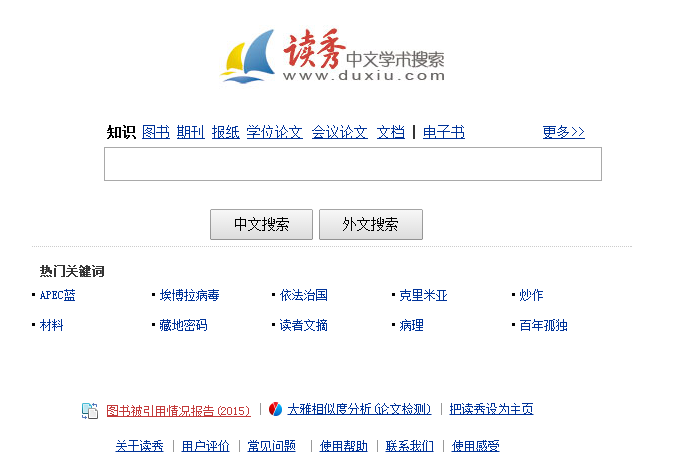 读秀 中文学术搜索
www.duxiu.com
知识 图书 期刊 报纸 学位论文 会议论文 文档 | 电子书 更多>>
中文搜索 外文搜索
热门关键词
APEC蓝 埃博拉病毒 依法治国 克里米亚 炒作
材料 藏地密码 读者文摘 病理 百年孤独
图书被引用情况报告(2015) | 大雅相似度分析(论文检测) | 把读秀设为主页
关于读秀 | 用户评价 | 常见问题 | 使用帮助 | 联系我们 | 使用感受